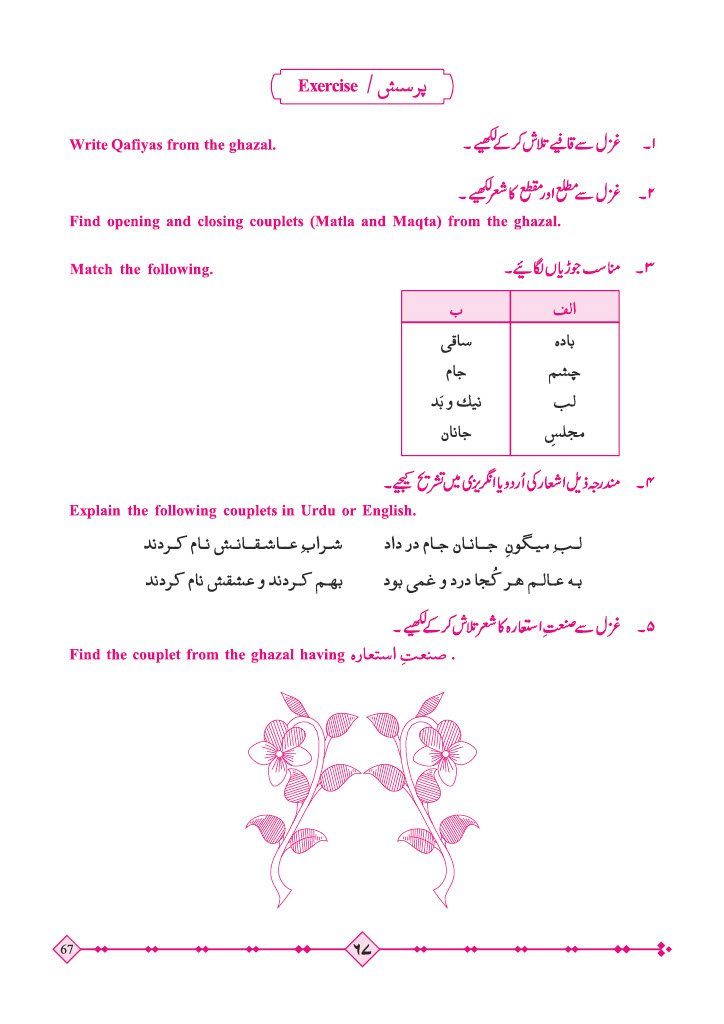 Exercise / پرسش
Write Qafiyas from the ghazal. ۱۔ غزل سے قافیے تلاش کر کے لکھیے۔
۲۔ غزل سے مطلع اور مقطع کا شعر لکھیے۔
Find opening and closing couplets (Matla and Maqta) from the ghazal.
Match the following. ۳۔ مناسب جوڑیاں لگائیے۔
الف ب
بادہ ساقی
چشم جام
لب نیك و بَد
مجلسِ جانان
۴۔ مندرجہ ذیل اشعار کی اُردو یا انگریزی میں تشریح کیجیے۔
Explain the following couplets in Urdu or English.
لبِ میگونِ جانان جام در داد شرابِ عاشقانش نام کردند
به عالم هر کُجا درد و غمی بود بهم کردند و عشقش نام کردند
۵۔ غزل سے صنعتِ استعارہ کا شعر تلاش کر کے لکھیے۔
Find the couplet from the ghazal having صنعتِ استعاره .
67 ۶۷